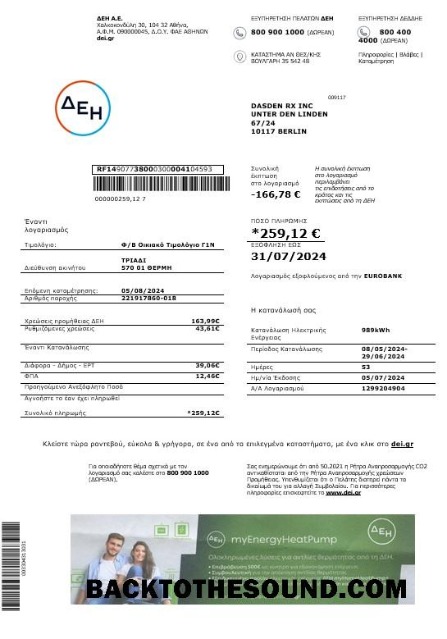 ΔΕΗ Α.Ε.
Χαλκοκονδύλη 30, 104 32 Αθήνα,
Α.Φ.Μ. 090000045, Δ.Ο.Υ. ΦΑΕ ΑΘΗΝΩΝ
dei.gr
ΕΞΥΠΗΡΕΤΗΣΗ ΠΕΛΑΤΩΝ ΔΕΗ
800 900 1000 (ΔΩΡΕΑΝ)
ΚΑΤΑΣΤΗΜΑ ΑΝ ΘΕΣ/ΚΗΣ
ΒΟΥΛΓΑΡΗ 35 542 48
ΕΞΥΠΗΡΕΤΗΣΗ ΔΕΔΔΗΕ
800 400
4000 (ΔΩΡΕΑΝ)
Πληροφορίες | Βλάβες |
Καταμέτρηση
ΔΕΗ
000117
DASDEN RX INC
UNTER DEN LINDEN
67/24
10117 BERLIN
RF14907738000300004104593
000000259,12 7
Συνολική
έκπτωση
στο λογαριασμό
-166,78 €
Η συνολική έκπτωση
στο λογαριασμό
περιλαμβάνει
τις επιδοτήσεις από το
κράτος και τις
εκπτώσεις από τη ΔΕΗ
Έναντι
λογαριασμός
ΠΟΣΟ ΠΛΗΡΩΜΗΣ
*259,12 €
ΕΞΟΦΛΗΣΗ ΕΩΣ
31/07/2024
Τιμολόγιο: Φ/Β Οικιακό Τιμολόγιο Γ1Ν
ΤΡΙΑΔΙ
Διεύθυνση ακινήτου 570 01 ΘΕΡΜΗ
Λογαριασμός εξοφλούμενος από την EUROBANK
Επόμενη καταμέτρησης: 05/08/2024
Αριθμός παροχής 221917860-018
Η κατανάλωσή σας
Χρεώσεις προμήθειας ΔΕΗ 163,99€
Ρυθμιζόμενες χρεώσεις 43,61€
Έναντι Κατανάλωσης
Διάφορα - Δήμος - ΕΡΤ 39,06€
ΦΠΑ 12,46€
Προηγούμενο Ανεξόφλητο Ποσό
Αγνοήστε το έαν έχει πληρωθεί
Συνολικό πληρωμής *259,12€
Κατανάλωση Ηλεκτρικής
Ενέργειας 989kWh
Περίοδος Κατανάλωσης 08/05/2024-
29/06/2024
Ημέρες 53
Ημ/νία Έκδοσης 05/07/2024
Α/Α Λογαριασμού 1299204904
Κλείστε τώρα ραντεβού, εύκολα & γρήγορα, σε ένα από τα επιλεγμένα καταστήματα, με ένα κλικ στο dei.gr
Για οποιοδήποτε θέμα σχετικό με τον
λογαριασμό σας καλέστε στο 800 900 1000
(ΔΩΡΕΑΝ).
Σας ενημερώνουμε ότι από 50,2021 η Ρήτρα Αναπροσαρμογής CO2
αντικαθίσταται από τη Ρήτρα Αναπροσαρμογής χρεώσεων
Προμήθειας. Υπενθυμίζεται ότι ο Πελάτης διατηρεί πάντα το
δικαίωμά του για αλλαγή Συμβολαίου. Για περισσότερες
πληροφορίες επισκεφτείτε το www.dei.gr
ΔΕΗ
myEnergyHeatPump
Ολοκληρωμένες λύσεις για αντλίες θερμότητας από τη ΔΕΗ.
ΔΕΗ
BACKTOTHESOUND.COM